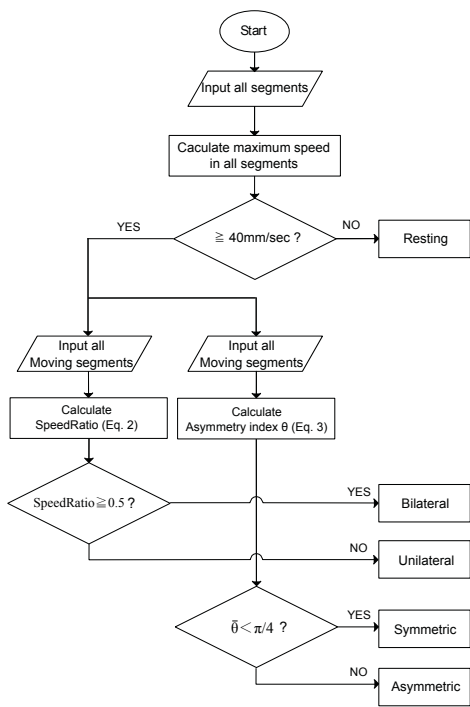 Start
Input all segments
Caculate maximum speed
in all segments
≧ 40mm/sec ?
YES
NO
Resting
Input all
Moving segments
Input all
Moving segments
Calculate
SpeedRatio (Eq. 2)
Calculate
Asymmetry index θ (Eq. 3)
SpeedRatio≧0.5 ?
YES
Bilateral
NO
Unilateral
θ̄ < π/4 ?
YES
Symmetric
NO
Asymmetric